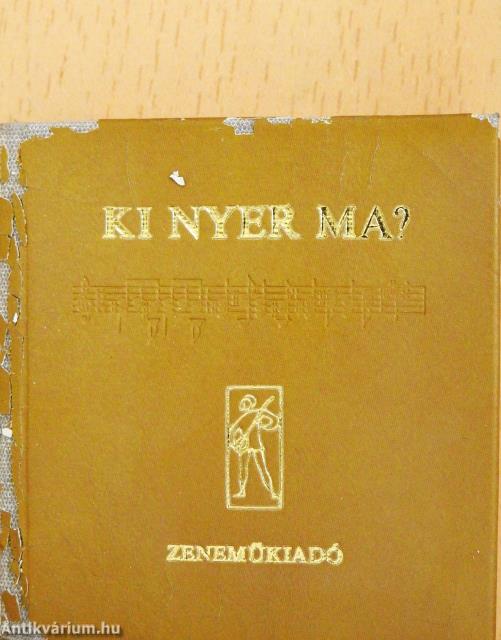 KI NYER MA?
ZENEMŰKIADÓ
Antikvárium.hu